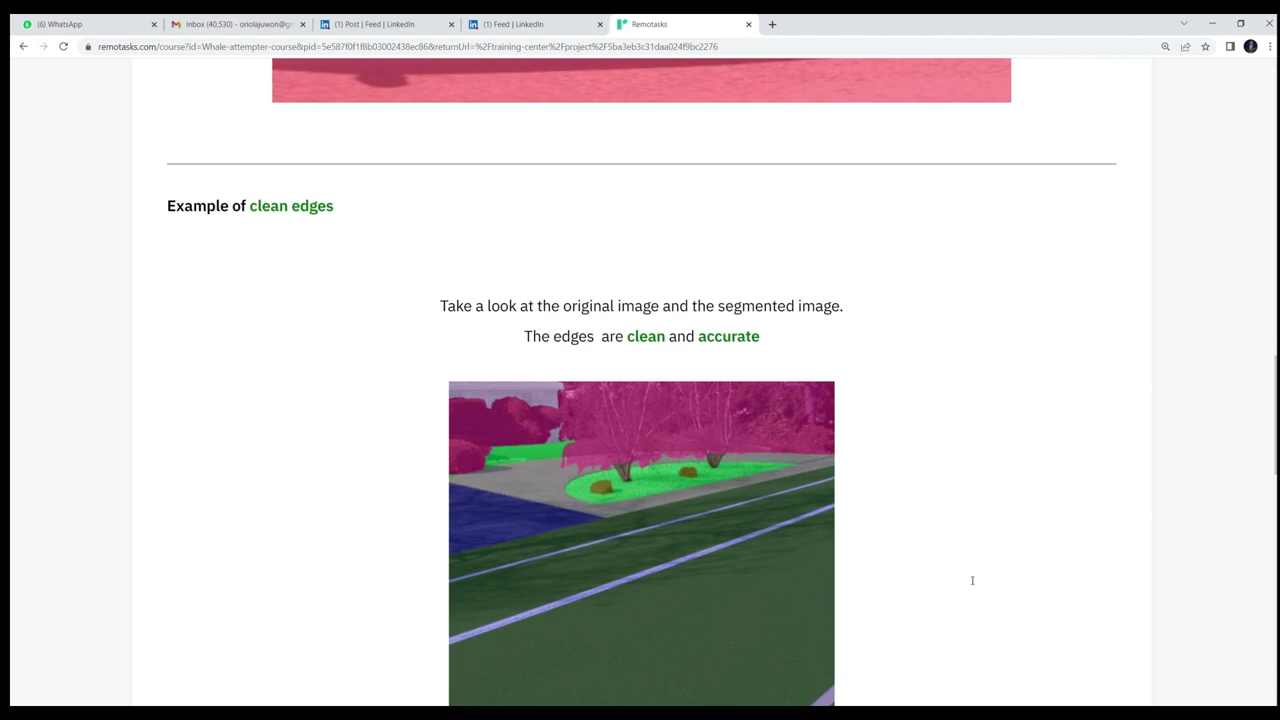 (6) WhatsApp
Inbox (40,530) - oriolajuwon@gm
(1) Post | Feed | LinkedIn
(1) Feed | LinkedIn
Remotasks
remotasks.com/course?id=Whale-attempter-course&pid=5e587f0f1f8b03002438ec86&returnUrl=%2Ftraining-center%2Fproject%2F5ba3eb3c31daa024f9bc2276
Example of clean edges
Take a look at the original image and the segmented image.
The edges are clean and accurate